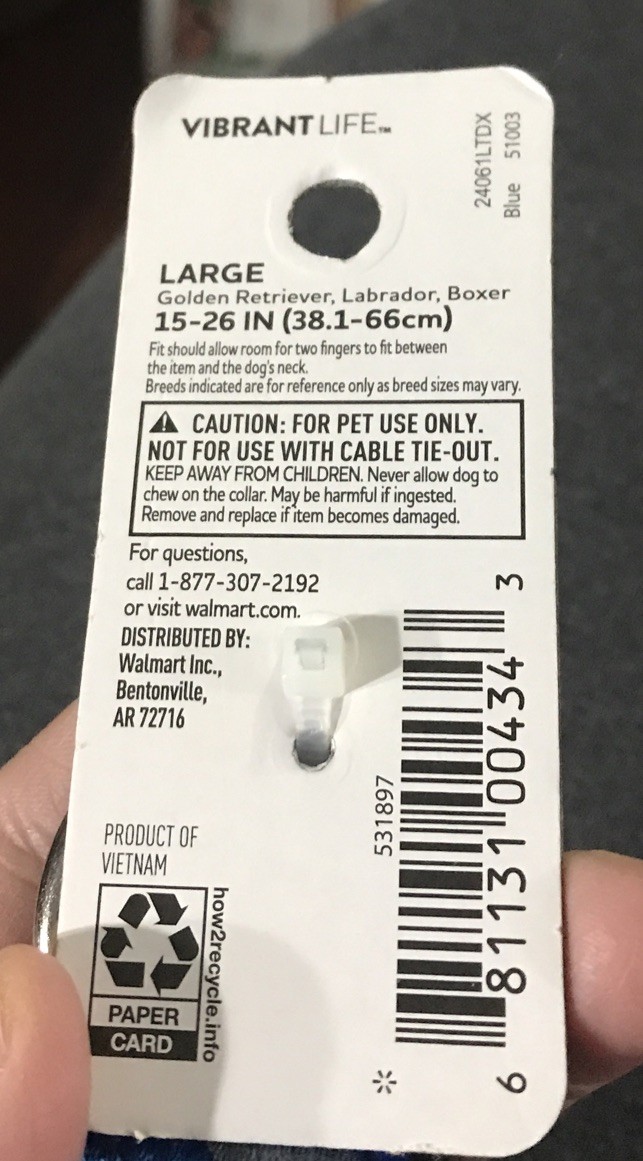 VIBRANT LIFE™
24061LTDX
Blue 51003
LARGE
Golden Retriever, Labrador, Boxer
15-26 IN (38.1-66cm)
Fit should allow room for two fingers to fit between
the item and the dog's neck.
Breeds indicated are for reference only as breed sizes may vary.
CAUTION: FOR PET USE ONLY.
NOT FOR USE WITH CABLE TIE-OUT.
KEEP AWAY FROM CHILDREN. Never allow dog to
chew on the collar. May be harmful if ingested.
Remove and replace if item becomes damaged.
For questions,
call 1-877-307-2192
or visit walmart.com.
DISTRIBUTED BY:
Walmart Inc.,
Bentonville,
AR 72716
531897
6 81131 00434 3
PRODUCT OF
VIETNAM
PAPER
CARD
how2recycle.info